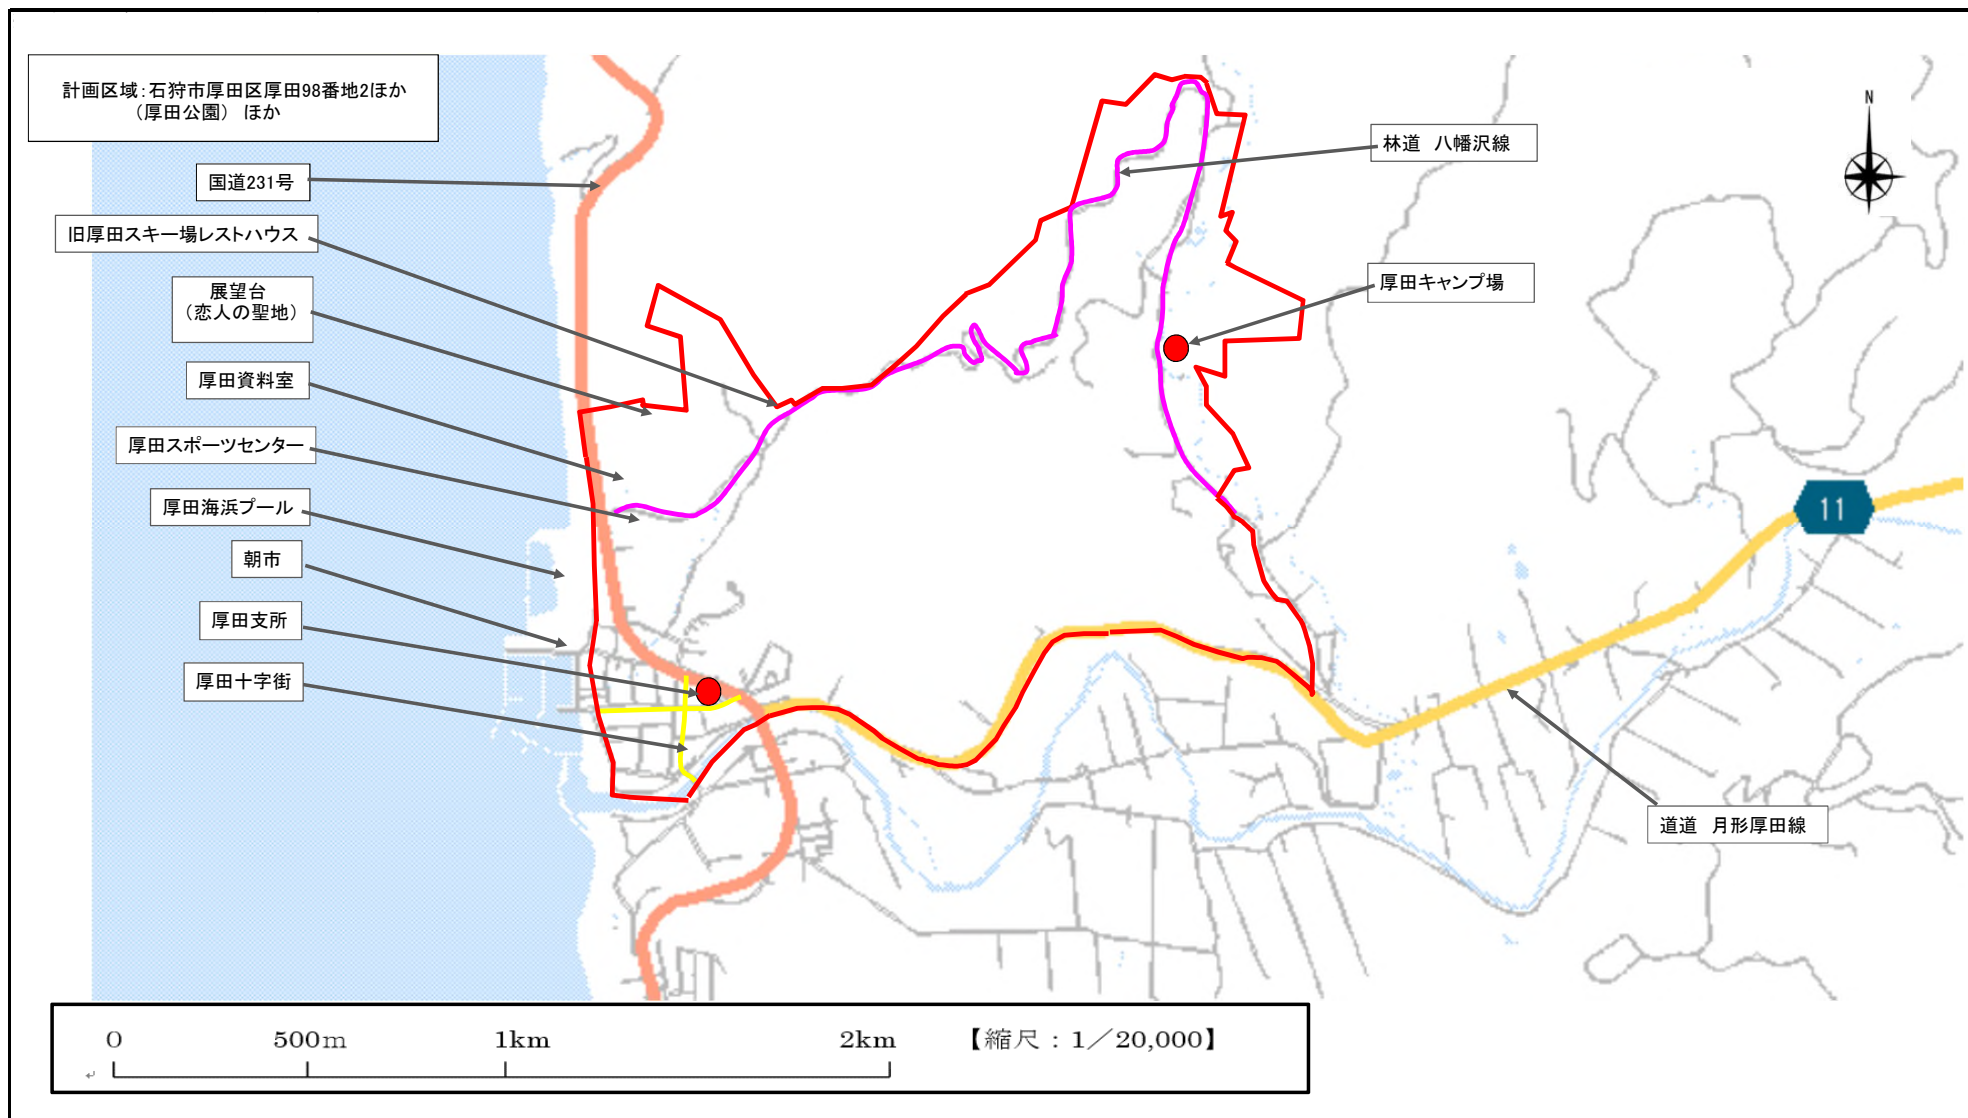 計画区域：石狩市厚田区厚田98番地2ほか
（厚田公園）　ほか
N
林道　八幡沢線
国道231号
旧厚田スキー場レストハウス
展望台
（恋人の聖地）
厚田キャンプ場
厚田資料室
厚田スポーツセンター
厚田海浜プール
11
朝市
厚田支所
厚田十字街
道道　月形厚田線
0　500m　1km　2km　【縮尺：1／20,000】